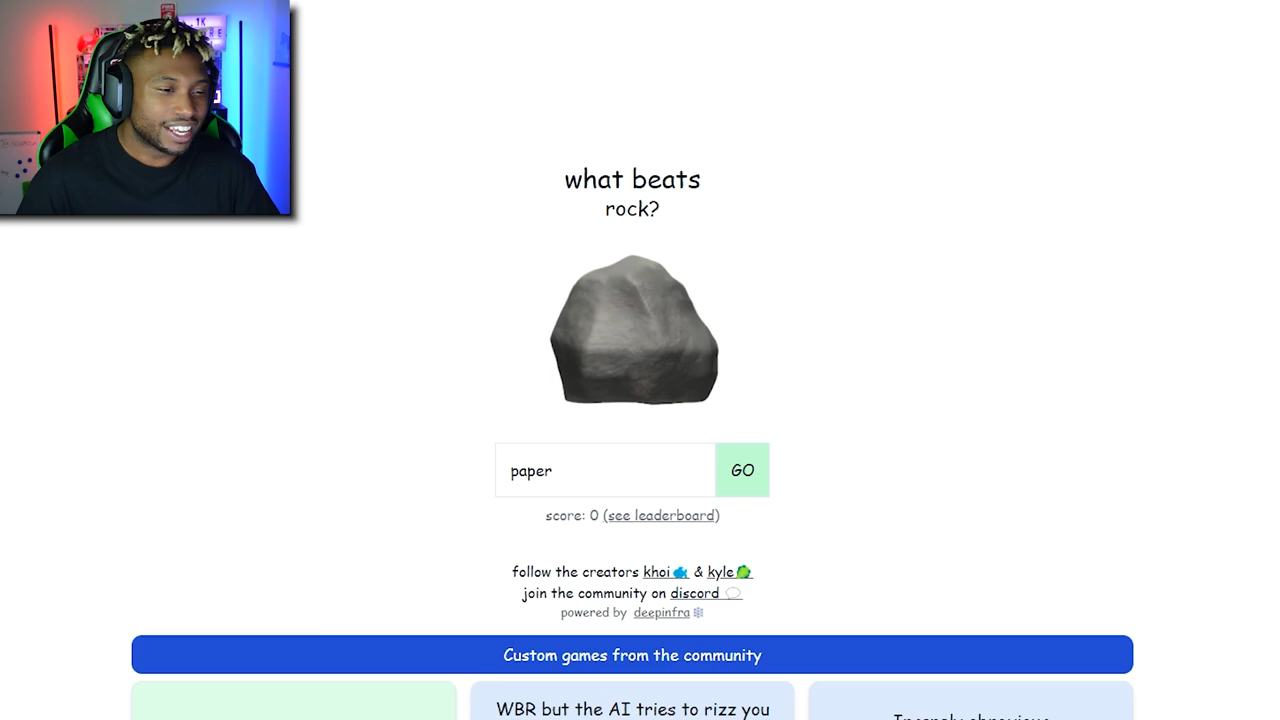 1K
what beats
rock?
paper
GO
score: 0 (see leaderboard)
follow the creators khoi & kyle
join the community on discord
powered by deepinfra
Custom games from the community
WBR but the AI tries to rizz you